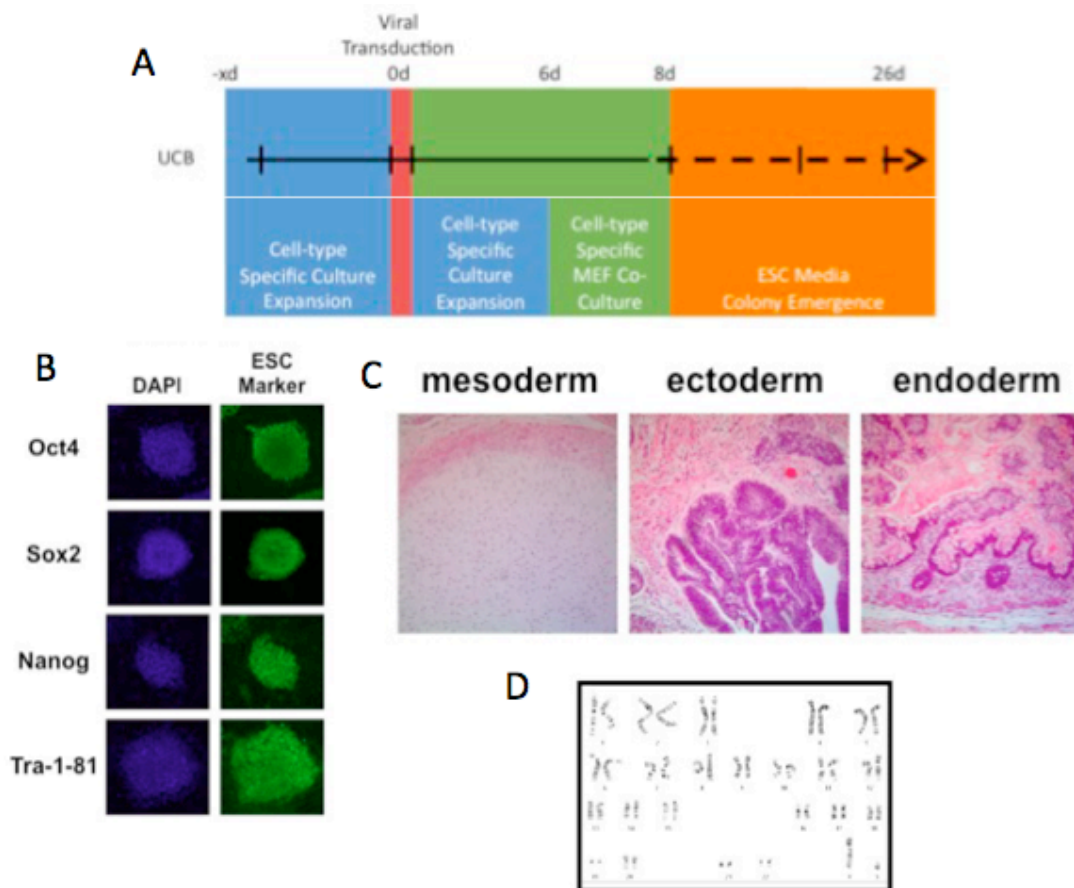 A
Viral
Transduction
-xd 0d 6d 8d 26d
UCB
Cell-type
Specific Culture
Expansion
Cell-type
Specific
Culture
Expansion
Cell-type
Specific
MEF Co-
Culture
ESC Media
Colony Emergence
B
DAPI
ESC
Marker
Oct4
Sox2
Nanog
Tra-1-81
C
mesoderm
ectoderm
endoderm
D